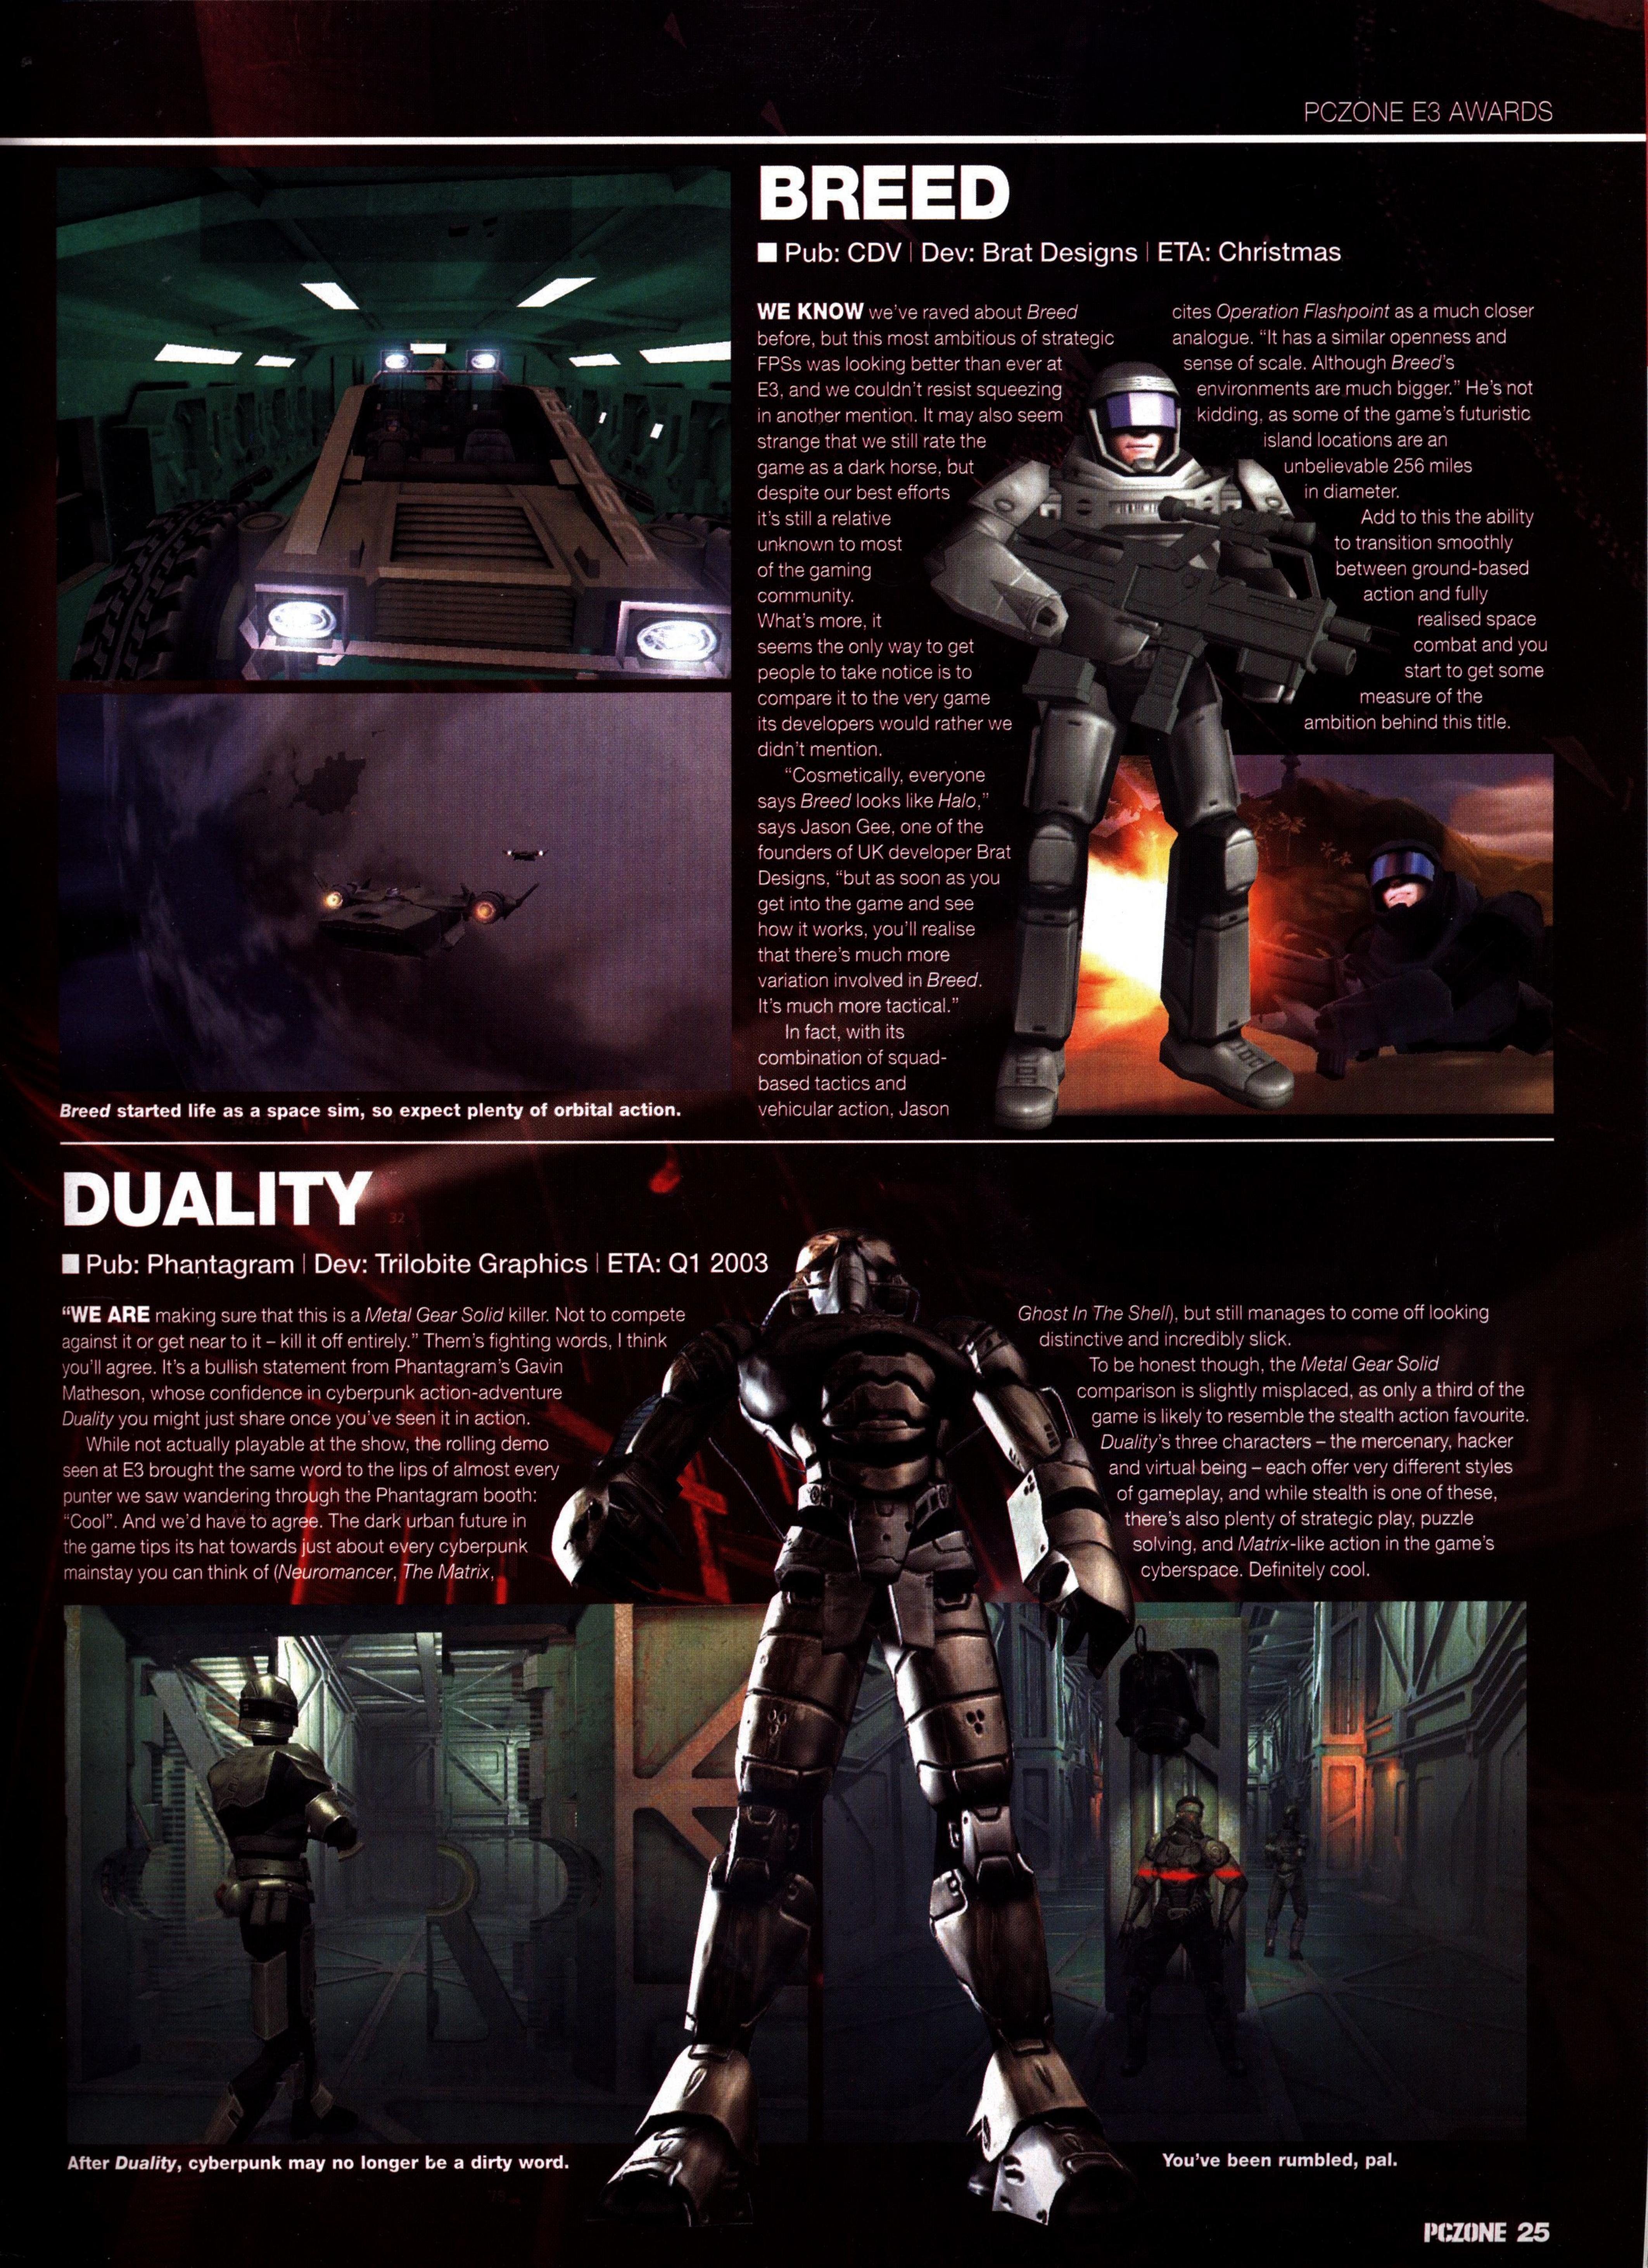 PCZONE E3 AWARDS
BREED
Pub: CDV | Dev: Brat Designs | ETA: Christmas
WE KNOW we've raved about Breed
before, but this most ambitious of strategic
FPSs was looking better than ever at
E3, and we couldn't resist squeezing
in another mention. It may also seem
strange that we still rate the
game as a dark horse, but
despite our best efforts
it's still a relative
unknown to most
of the gaming
community.
What's more, it
seems the only way to get
people to take notice is to
compare it to the very game
its developers would rather we
didn't mention.
"Cosmetically, everyone
says Breed looks like Halo,"
says Jason Gee, one of the
founders of UK developer Brat
Designs, "but as soon as you
get into the game and see
how it works, you'll realise
that there's much more
variation involved in Breed.
It's much more tactical."
In fact, with its
combination of squad-
based tactics and
vehicular action, Jason
cites Operation Flashpoint as a much closer
analogue. "It has a similar openness and
sense of scale. Although Breed's
environments are much bigger." He's not
kidding, as some of the game's futuristic
island locations are an
unbelievable 256 miles
in diameter.
Add to this the ability
to transition smoothly
between ground-based
action and fully
realised space
combat and you
start to get some
measure of the
ambition behind this title.
Breed started life as a space sim, so expect plenty of orbital action.
DUALITY
Pub: Phantagram | Dev: Trilobite Graphics | ETA: Q1 2003
"WE ARE making sure that this is a Metal Gear Solid killer. Not to compete
against it or get near to it – kill it off entirely." Them's fighting words, I think
you'll agree. It's a bullish statement from Phantagram's Gavin
Matheson, whose confidence in cyberpunk action-adventure
Duality you might just share once you've seen it in action.
While not actually playable at the show, the rolling demo
seen at E3 brought the same word to the lips of almost every
punter we saw wandering through the Phantagram booth:
"Cool". And we'd have to agree. The dark urban future in
the game tips its hat towards just about every cyberpunk
mainstay you can think of (Neuromancer, The Matrix,
Ghost In The Shell), but still manages to come off looking
distinctive and incredibly slick.
To be honest though, the Metal Gear Solid
comparison is slightly misplaced, as only a third of the
game is likely to resemble the stealth action favourite.
Duality's three characters – the mercenary, hacker
and virtual being – each offer very different styles
of gameplay, and while stealth is one of these,
there's also plenty of strategic play, puzzle
solving, and Matrix-like action in the game's
cyberspace. Definitely cool.
After Duality, cyberpunk may no longer be a dirty word.
You've been rumbled, pal.
PCZONE 25